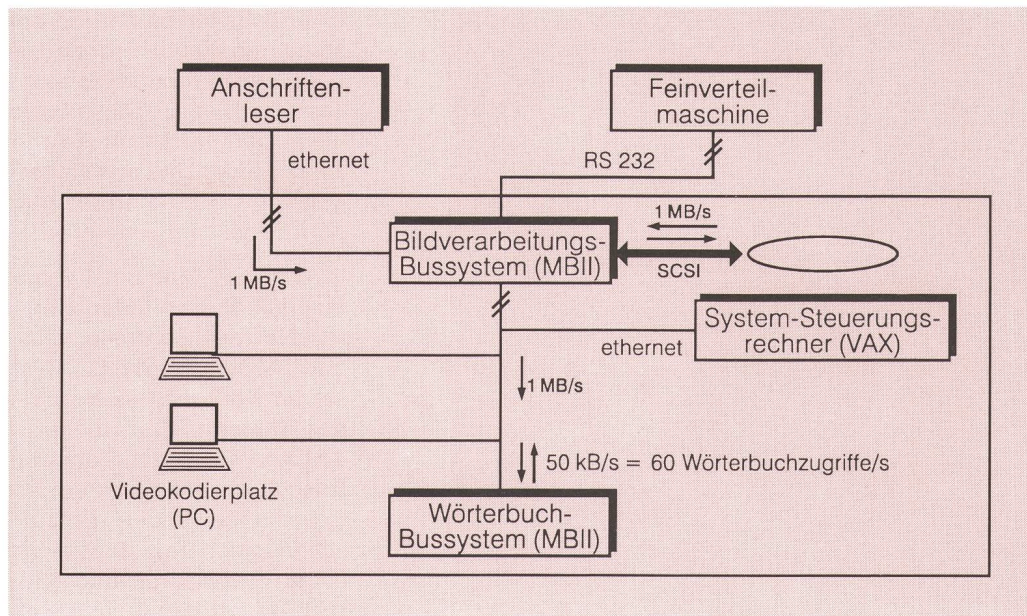 Anschriften-
leser
Feinverteil-
maschine
ethernet
RS 232
1 MB/s
Bildverarbeitungs-
Bussystem (MBII)
SCSI
1 MB/s
System-Steuerungs-
rechner (VAX)
ethernet
1 MB/s
50 kB/s = 60 Wörterbuchzugriffe/s
Videokodierplatz
(PC)
Wörterbuch-
Bussystem (MBII)